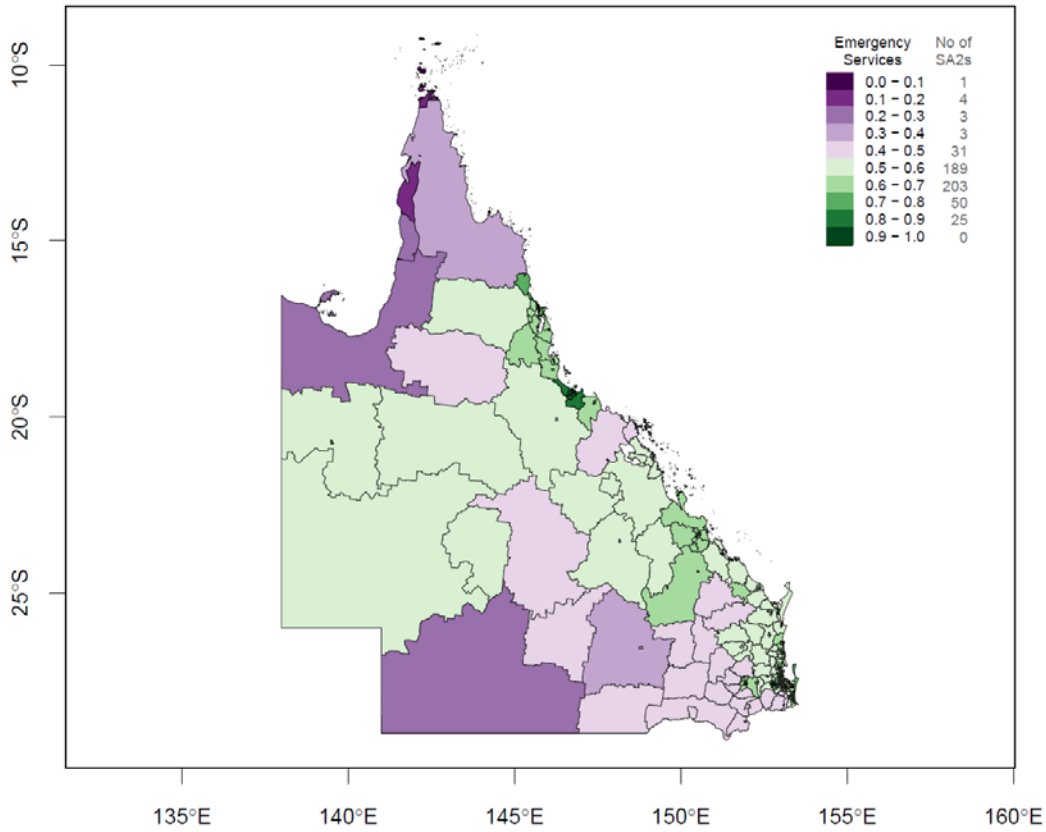 Emergency Services No of SA2s
0.0 - 0.1 1
0.1 - 0.2 4
0.2 - 0.3 3
0.3 - 0.4 3
0.4 - 0.5 31
0.5 - 0.6 189
0.6 - 0.7 203
0.7 - 0.8 50
0.8 - 0.9 25
0.9 - 1.0 0
10°S
15°S
20°S
25°S
135°E 140°E 145°E 150°E 155°E 160°E